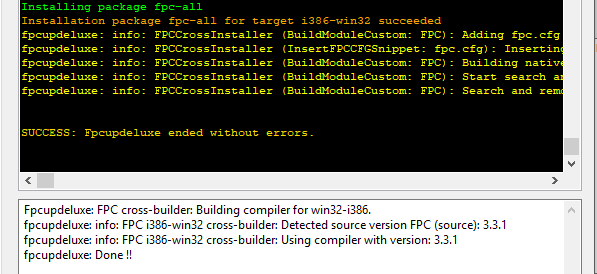 Installing package fpc-all
Installation package fpc-all for target i386-win32 succeeded
fpcupdeluxe: info: FPCCrossInstaller (BuildModuleCustom: FPC): Adding fpc.cfg
fpcupdeluxe: info: FPCCrossInstaller (InsertFPCCFGSnippet: fpc.cfg): Inserting
fpcupdeluxe: info: FPCCrossInstaller (BuildModuleCustom: FPC): Building native
fpcupdeluxe: info: FPCCrossInstaller (BuildModuleCustom: FPC): Start search an
fpcupdeluxe: info: FPCCrossInstaller (BuildModuleCustom: FPC): Search and remo
SUCCESS: Fpcupdeluxe ended without errors.
Fpcupdeluxe: FPC cross-builder: Building compiler for win32-i386.
fpcupdeluxe: info: FPC i386-win32 cross-builder: Detected source version FPC (source): 3.3.1
fpcupdeluxe: info: FPC i386-win32 cross-builder: Using compiler with version: 3.3.1
fpcupdeluxe: Done !!